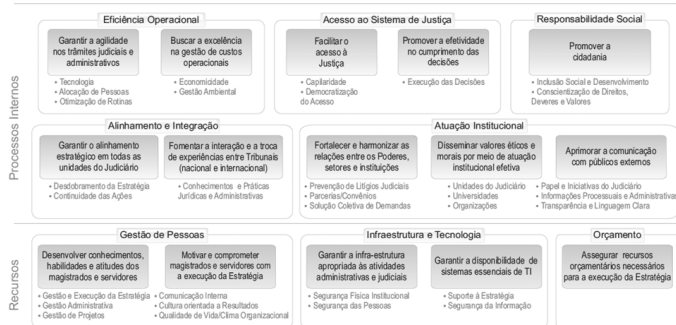 Processos Internos
Eficiência Operacional
Garantir a agilidade
nos trâmites judiciais e
administrativos
• Tecnologia
• Alocação de Pessoas
• Otimização de Rotinas
Buscar a excelência
na gestão de custos
operacionais
• Economicidade
• Gestão Ambiental
Acesso ao Sistema de Justiça
Facilitar o
acesso à
Justiça
• Capilaridade
• Democratização
do Acesso
Promover a efetividade
no cumprimento das
decisões
• Execução das Decisões
Responsabilidade Social
Promover a
cidadania
• Inclusão Social e Desenvolvimento
• Conscientização de Direitos,
Deveres e Valores
Alinhamento e Integração
Garantir o alinhamento
estratégico em todas as
unidades do Judiciário
• Desdobramento da Estratégia
• Continuidade das Ações
Fomentar a interação e a troca
de experiências entre Tribunais
(nacional e internacional)
• Conhecimentos e Práticas
Jurídicas e Administrativas
Atuação Institucional
Fortalecer e harmonizar as
relações entre os Poderes,
setores e instituições
• Prevenção de Litígios Judiciais
• Parcerias/Convênios
• Solução Coletiva de Demandas
Disseminar valores éticos e
morais por meio de atuação
institucional efetiva
• Unidades do Judiciário
• Universidades
• Organizações
Aprimorar a comunicação
com públicos externos
• Papel e Iniciativas do Judiciário
• Informações Processuais e Administrativas
• Transparência e Linguagem Clara
Recursos
Gestão de Pessoas
Desenvolver conhecimentos,
habilidades e atitudes dos
magistrados e servidores
• Gestão e Execução da Estratégia
• Gestão Administrativa
• Gestão de Projetos
Motivar e comprometer
magistrados e servidores com
a execução da Estratégia
• Comunicação Interna
• Cultura orientada a Resultados
• Qualidade de Vida/Clima Organizacional
Infraestrutura e Tecnologia
Garantir a infra-estrutura
apropriada às atividades
administrativas e judiciais
• Segurança Física Institucional
• Segurança das Pessoas
Garantir a disponibilidade de
sistemas essenciais de TI
• Suporte à Estratégia
• Segurança da Informação
Orçamento
Assegurar recursos
orçamentários necessários
para a execução da Estratégia